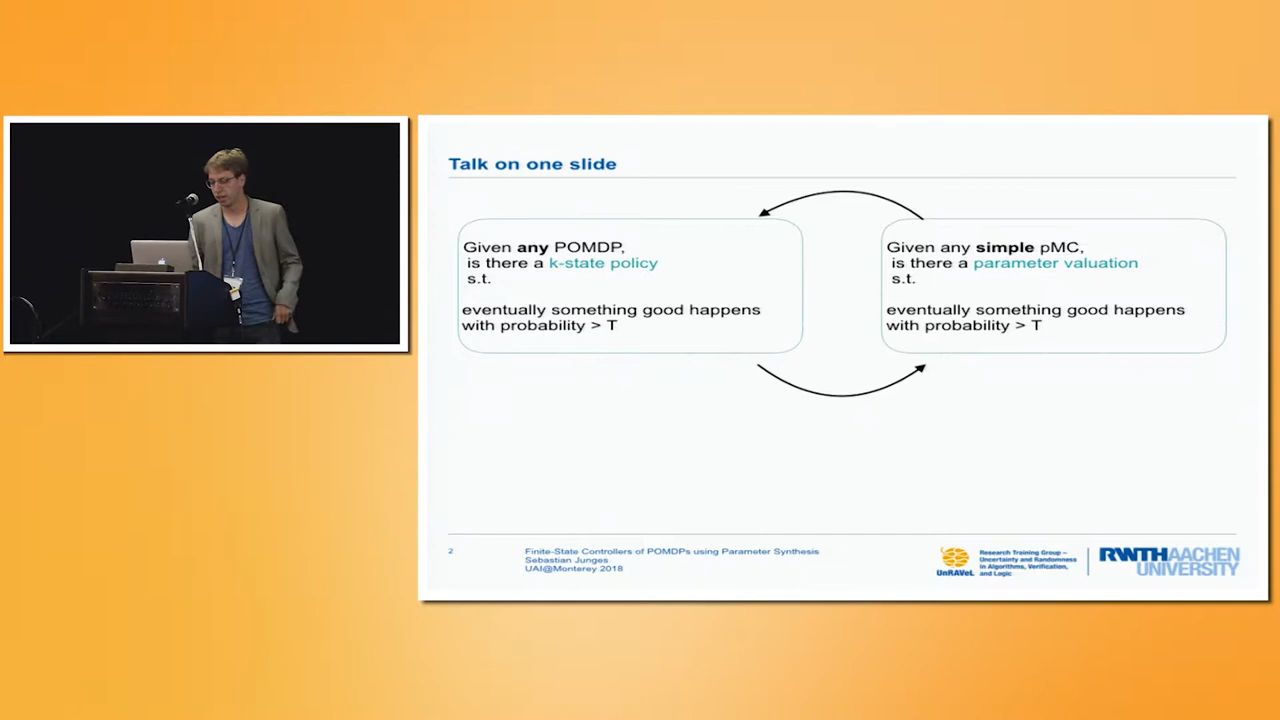 Talk on one slide
Given any POMDP,
is there a k-state policy
s.t.
eventually something good happens
with probability > T
Given any simple pMC,
is there a parameter valuation
s.t.
eventually something good happens
with probability > T
2
Finite-State Controllers of POMDPs using Parameter Synthesis
Sebastian Junges
UAI@Monterey 2018
UnRAVeL
Research Training Group –
Uncertainty and Randomness
in Algorithms, Verification,
and Logic
RWTHAACHEN
UNIVERSITY